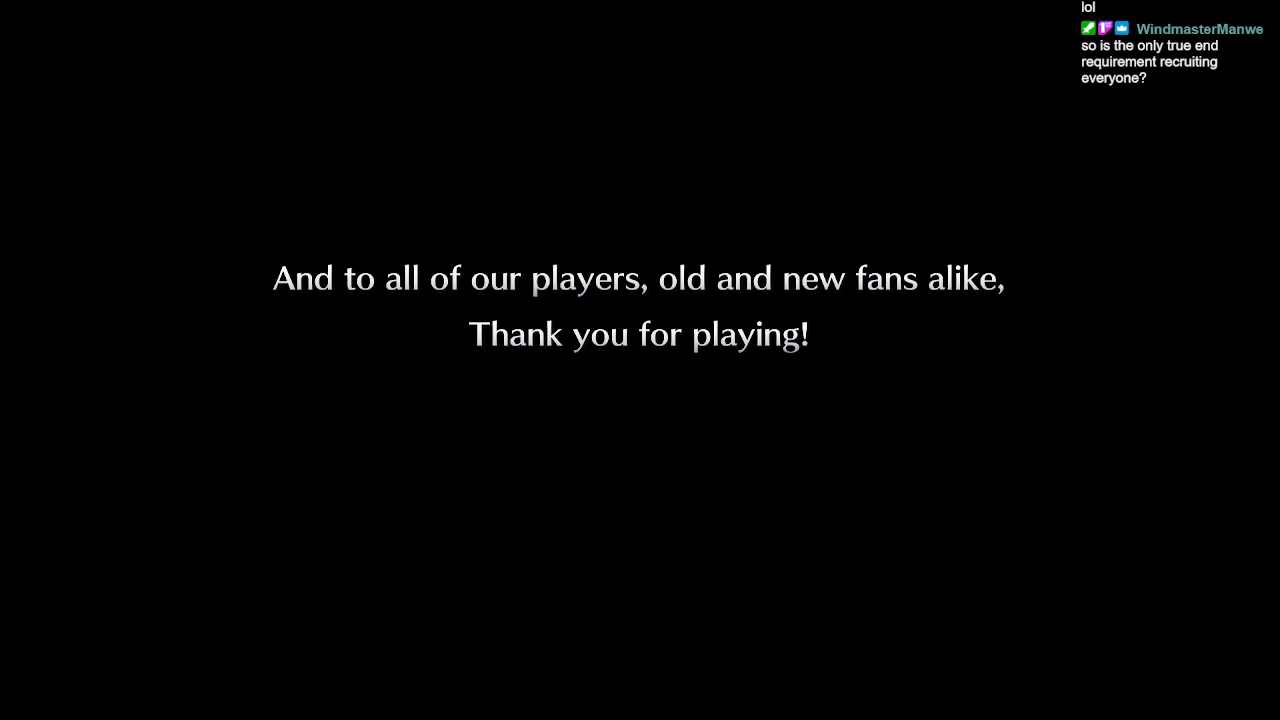 lol
WindmasterManwe
so is the only true end
requirement recruiting
everyone?
And to all of our players, old and new fans alike,
Thank you for playing!